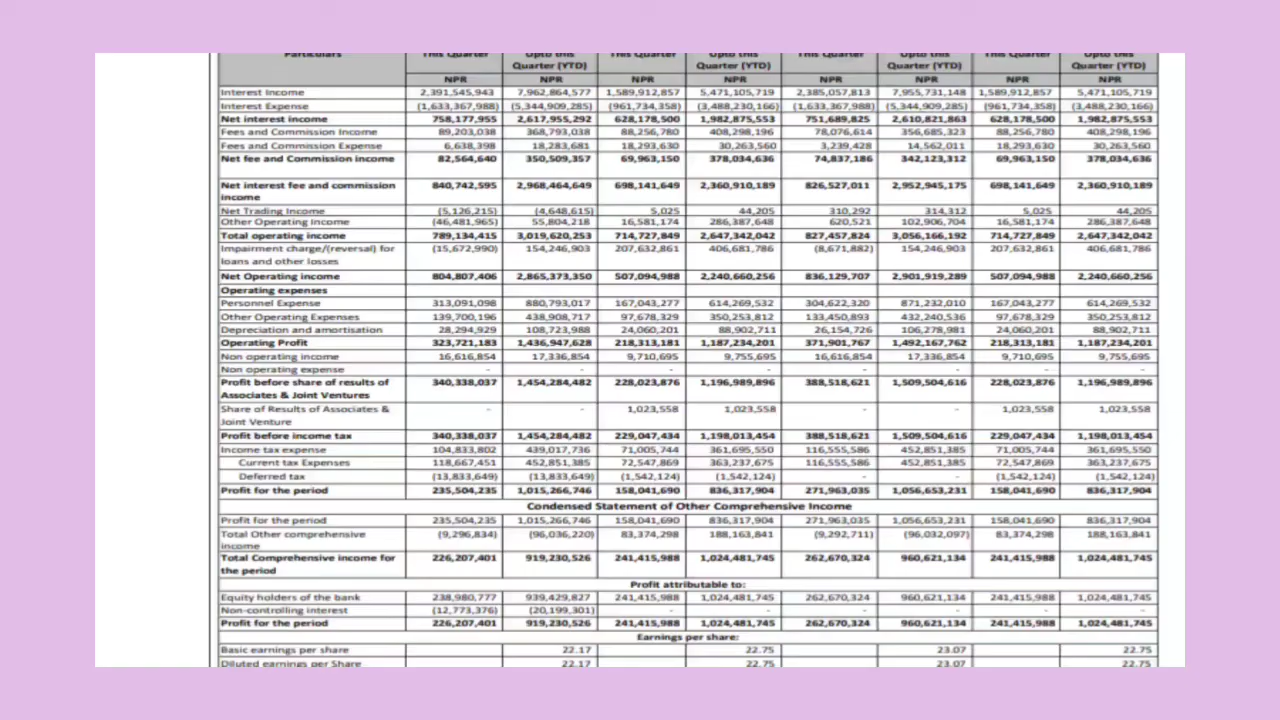 Particulars This Quarter Upto this This Quarter Upto this This Quarter Upto this This Quarter Upto this
Quarter (YTD) Quarter (YTD) Quarter (YTD) Quarter (YTD)
NPR NPR NPR NPR NPR NPR NPR NPR
Interest Income 2,391,545,943 7,962,864,577 1,589,912,857 5,471,105,719 2,385,057,813 7,955,731,148 1,589,912,857 5,471,105,719
Interest Expense (1,633,367,988) (5,344,909,285) (961,734,358) (3,488,230,166) (1,633,367,988) (5,344,909,285) (961,734,358) (3,488,230,166)
Net interest income 758,177,955 2,617,955,292 628,178,500 1,982,875,553 751,689,825 2,610,821,863 628,178,500 1,982,875,553
Fees and Commission Income 89,203,038 368,793,038 88,256,780 408,298,196 78,076,614 356,685,323 88,256,780 408,298,196
Fees and Commission Expense 6,638,398 18,283,681 18,293,630 30,263,560 3,239,428 14,562,011 18,293,630 30,263,560
Net fee and Commission income 82,564,640 350,509,357 69,963,150 378,034,636 74,837,186 342,123,312 69,963,150 378,034,636
Net interest fee and commission 840,742,595 2,968,464,649 698,141,649 2,360,910,189 826,527,011 2,952,945,175 698,141,649 2,360,910,189
income
Net Trading Income (5,126,215) (4,648,615) 5,025 44,205 310,292 314,312 5,025 44,205
Other Operating Income (46,481,965) 55,804,218 16,581,174 286,387,648 620,521 102,906,704 16,581,174 286,387,648
Total operating income 789,134,415 3,019,620,253 714,727,849 2,647,342,042 827,457,824 3,056,166,192 714,727,849 2,647,342,042
Impairment charge/(reversal) for (15,672,990) 154,246,903 207,632,861 406,681,786 (8,671,882) 154,246,903 207,632,861 406,681,786
loans and other losses
Net Operating income 804,807,406 2,865,373,350 507,094,988 2,240,660,256 836,129,707 2,901,919,289 507,094,988 2,240,660,256
Operating expenses
Personnel Expense 313,091,098 880,793,017 167,043,277 614,269,532 304,622,320 871,232,010 167,043,277 614,269,532
Other Operating Expenses 139,700,196 438,908,717 97,678,329 350,253,812 133,450,893 432,240,536 97,678,329 350,253,812
Depreciation and amortisation 28,294,929 108,723,988 24,060,201 88,902,711 26,154,726 106,278,981 24,060,201 88,902,711
Operating Profit 323,721,183 1,436,947,628 218,313,181 1,187,234,201 371,901,767 1,492,167,762 218,313,181 1,187,234,201
Non operating income 16,616,854 17,336,854 9,710,695 9,755,695 16,616,854 17,336,854 9,710,695 9,755,695
Non operating expense - - - - - - - -
Profit before share of results of 340,338,037 1,454,284,482 228,023,876 1,196,989,896 388,518,621 1,509,504,616 228,023,876 1,196,989,896
Associates & Joint Ventures
Share of Results of Associates & - - 1,023,558 1,023,558 - - 1,023,558 1,023,558
Joint Venture
Profit before income tax 340,338,037 1,454,284,482 229,047,434 1,198,013,454 388,518,621 1,509,504,616 229,047,434 1,198,013,454
Income tax expense 104,833,802 439,017,736 71,005,744 361,695,550 116,555,586 452,851,385 71,005,744 361,695,550
Current tax Expenses 118,667,451 452,851,385 72,547,869 363,237,675 116,555,586 452,851,385 72,547,869 363,237,675
Deferred tax (13,833,649) (13,833,649) (1,542,124) (1,542,124) - - (1,542,124) (1,542,124)
Profit for the period 235,504,235 1,015,266,746 158,041,690 836,317,904 271,963,035 1,056,653,231 158,041,690 836,317,904
Condensed Statement of Other Comprehensive Income
Profit for the period 235,504,235 1,015,266,746 158,041,690 836,317,904 271,963,035 1,056,653,231 158,041,690 836,317,904
Total Other comprehensive (9,296,834) (96,036,220) 83,374,298 188,163,841 (9,292,711) (96,032,097) 83,374,298 188,163,841
income
Total Comprehensive income for 226,207,401 919,230,526 241,415,988 1,024,481,745 262,670,324 960,621,134 241,415,988 1,024,481,745
the period
Profit attributable to:
Equity holders of the bank 238,980,777 939,429,827 241,415,988 1,024,481,745 262,670,324 960,621,134 241,415,988 1,024,481,745
Non-controlling interest (12,773,376) (20,199,301) - - - - - -
Profit for the period 226,207,401 919,230,526 241,415,988 1,024,481,745 262,670,324 960,621,134 241,415,988 1,024,481,745
Earnings per share:
Basic earnings per share 22.17 22.75 23.07 22.75
Diluted earnings per Share 22.17 22.75 23.07 22.75